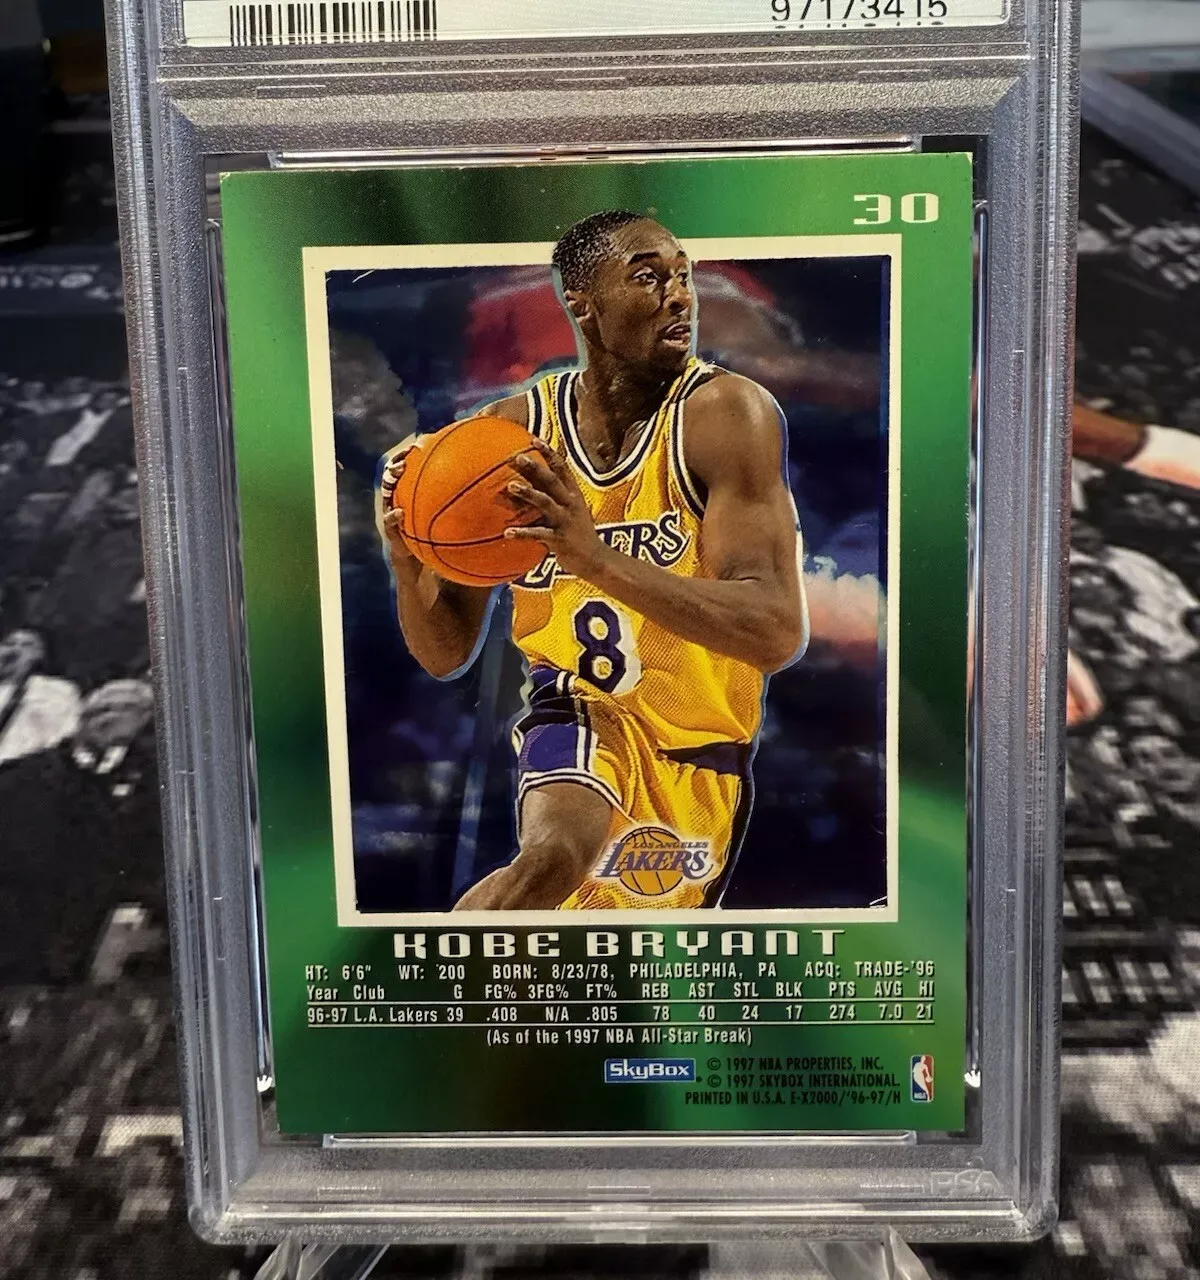 97173415
30
LAKERS
8
LOS ANGELES
LAKERS
KOBE BRYANT
HT: 6'6" WT: '200 BORN: 8/23/78, PHILADELPHIA, PA ACQ: TRADE-'96
Year Club G FG% 3FG% FT% REB AST STL BLK PTS AVG HI
96-97 L.A. Lakers 39 .408 N/A .805 78 40 24 17 274 7.0 21
(As of the 1997 NBA All-Star Break)
SkyBox
© 1997 NBA PROPERTIES, INC.
© 1997 SKYBOX INTERNATIONAL.
PRINTED IN U.S.A. E-X2000/'96-97/H
NBA
PSA